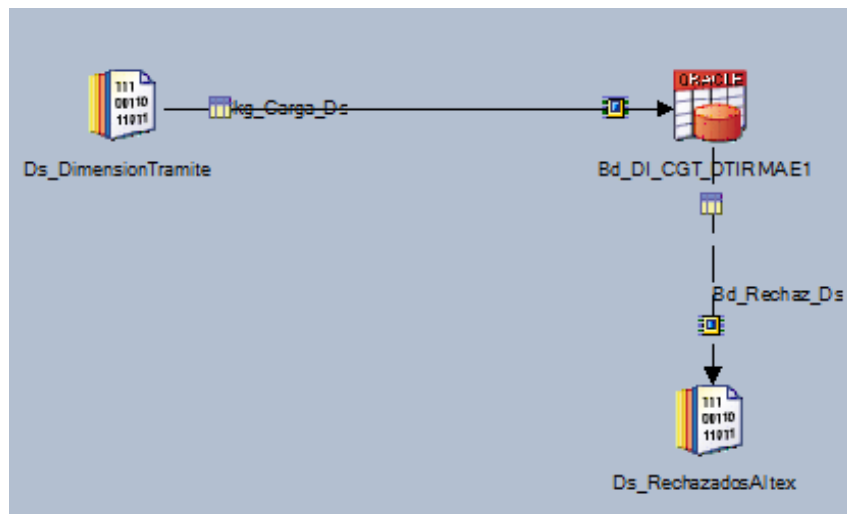 111
00110
11011
ORACLE
kg_Carga_Ds
Ds_DimensionTramite
Bd_DI_CGT_DTIRMAE1
Bd_Rechaz_Ds
111
00110
11011
Ds_RechazadosAltex